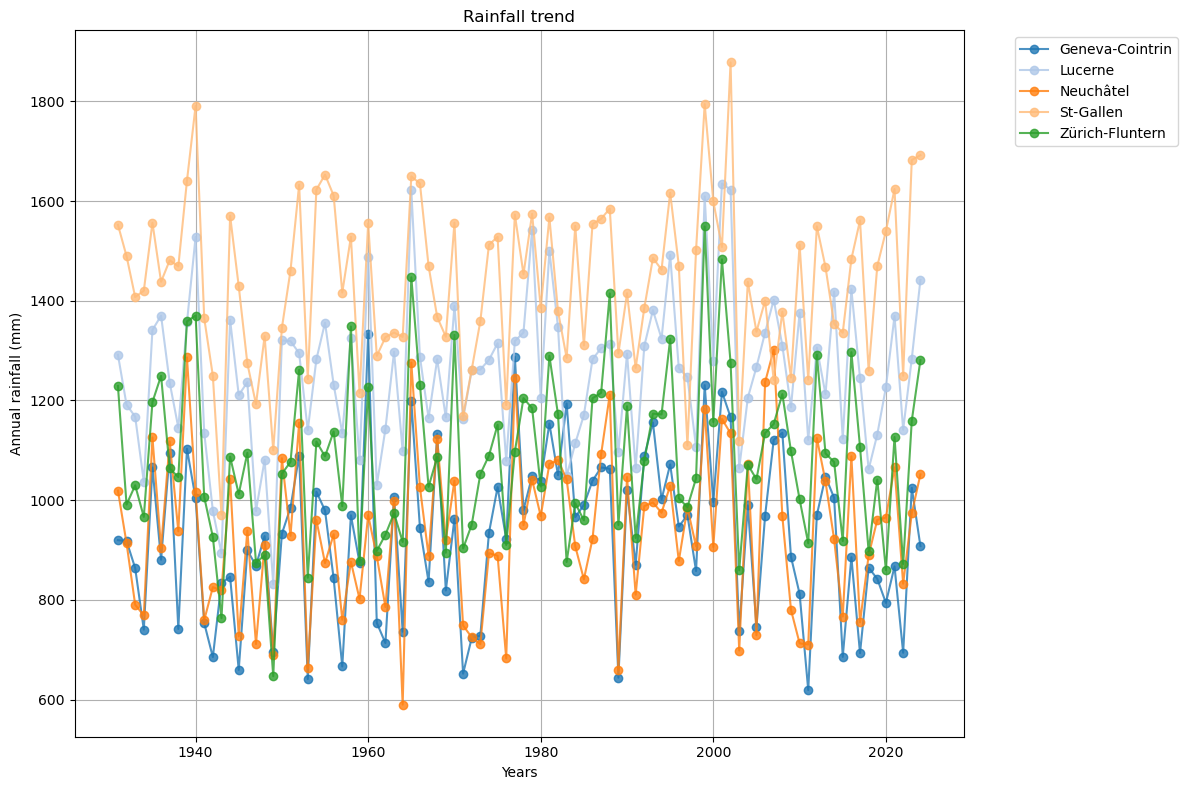 Rainfall trend
Annual rainfall (mm)
1800
1600
1400
1200
1000
800
600
1940
1960
1980
2000
2020
Years
Geneva-Cointrin
Lucerne
Neuchâtel
St-Gallen
Zürich-Fluntern